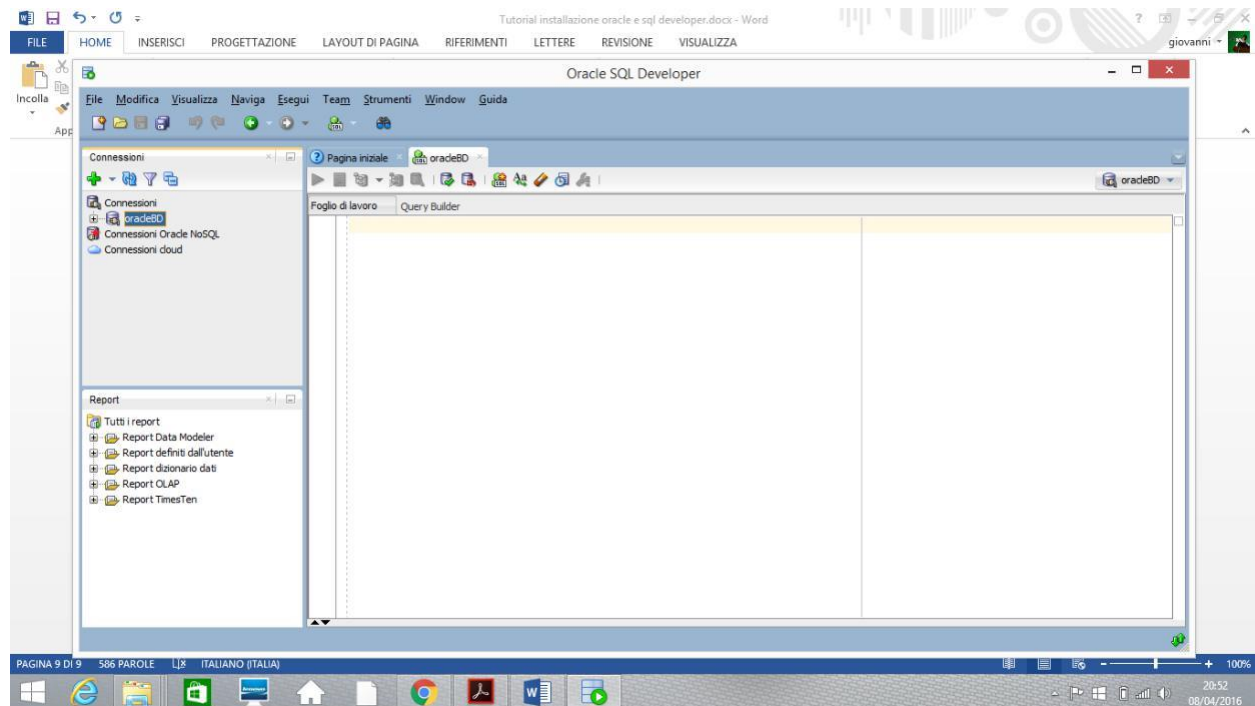 Tutorial installazione oracle e sql developer.docx - Word
FILE HOME INSERISCI PROGETTAZIONE LAYOUT DI PAGINA RIFERIMENTI LETTERE REVISIONE VISUALIZZA giovanni
Incolla
App
Oracle SQL Developer
File Modifica Visualizza Naviga Esegui Team Strumenti Window Guida
Connessioni
Connessioni
oracleBD
Connessioni Oracle NoSQL
Connessioni cloud
Report
Tutti i report
Report Data Modeler
Report definiti dall'utente
Report dizionario dati
Report OLAP
Report TimesTen
Pagina iniziale oracleBD
oracleBD
Foglio di lavoro Query Builder
PAGINA 9 DI 9 586 PAROLE ITALIANO (ITALIA) 100%
20:52
08/04/2016